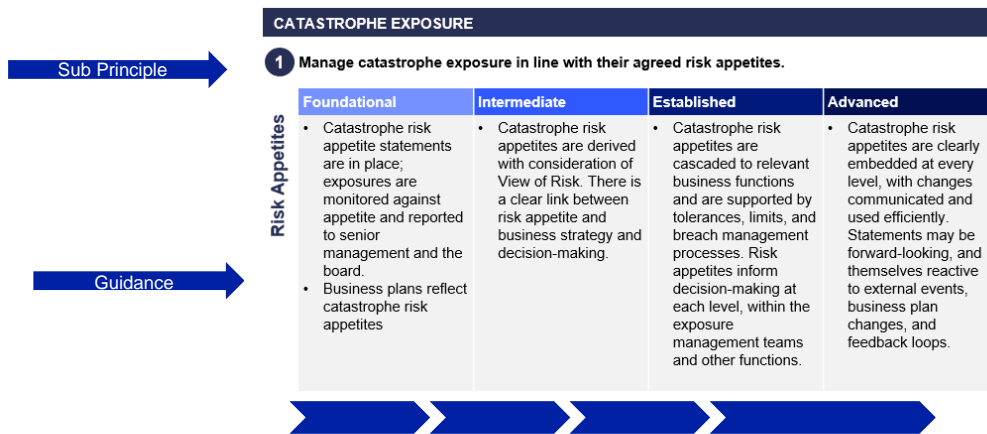 CATASTROPHE EXPOSURE
Sub Principle
1 Manage catastrophe exposure in line with their agreed risk appetites.
Risk Appetites
Foundational
• Catastrophe risk
appetite statements
are in place;
exposures are
monitored against
appetite and reported
to senior
management and the
board.
• Business plans reflect
catastrophe risk
appetites
Intermediate
• Catastrophe risk
appetites are derived
with consideration of
View of Risk. There is
a clear link between
risk appetite and
business strategy and
decision-making.
Established
• Catastrophe risk
appetites are
cascaded to relevant
business functions
and are supported by
tolerances, limits, and
breach management
processes. Risk
appetites inform
decision-making at
each level, within the
exposure
management teams
and other functions.
Advanced
• Catastrophe risk
appetites are clearly
embedded at every
level, with changes
communicated and
used efficiently.
Statements may be
forward-looking, and
themselves reactive
to external events,
business plan
changes, and
feedback loops.
Guidance